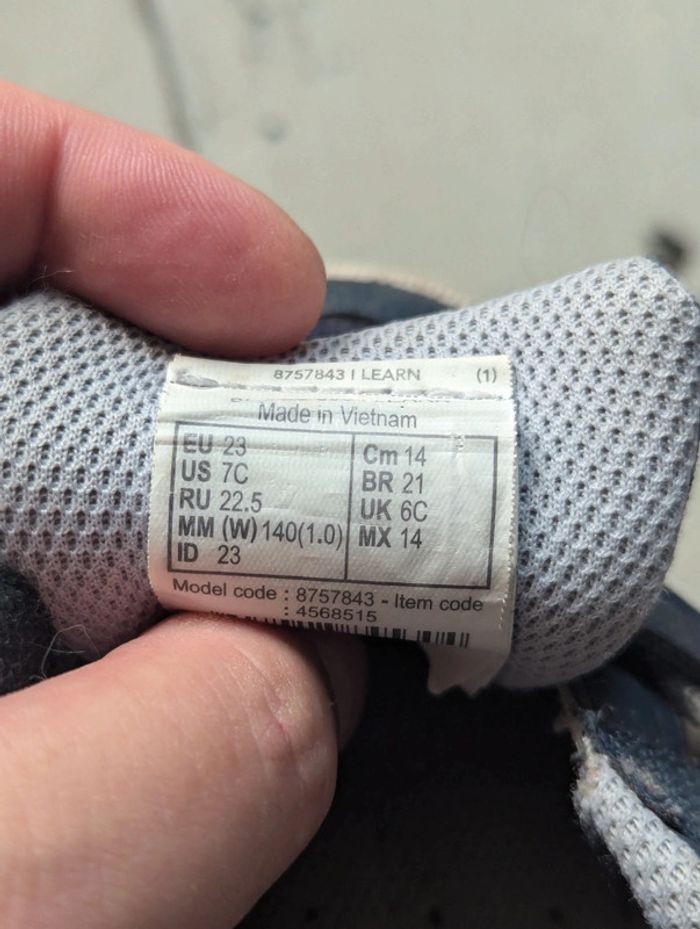 8757843 I LEARN (1)
Made in Vietnam
EU 23
US 7C
RU 22.5
MM (W) 140(1.0)
ID 23
Cm 14
BR 21
UK 6C
MX 14
Model code : 8757843 - Item code
: 4568515